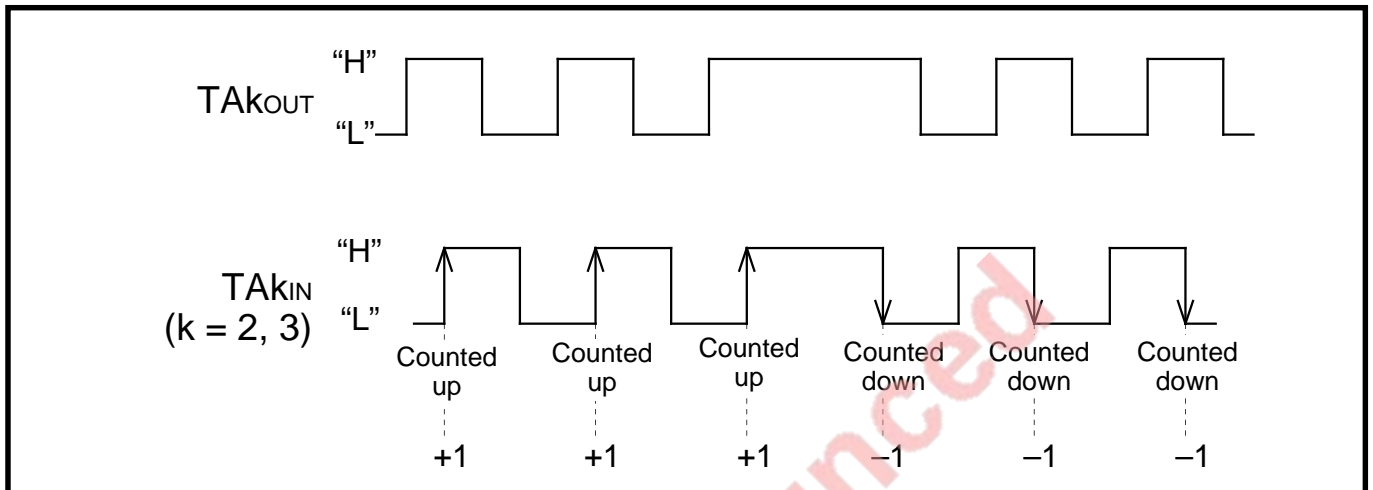 “H”
TAkOUT
“L”
“H”
TAkIN
(k = 2, 3) “L”
Counted up Counted up Counted up Counted down Counted down Counted down
+1 +1 +1 –1 –1 –1